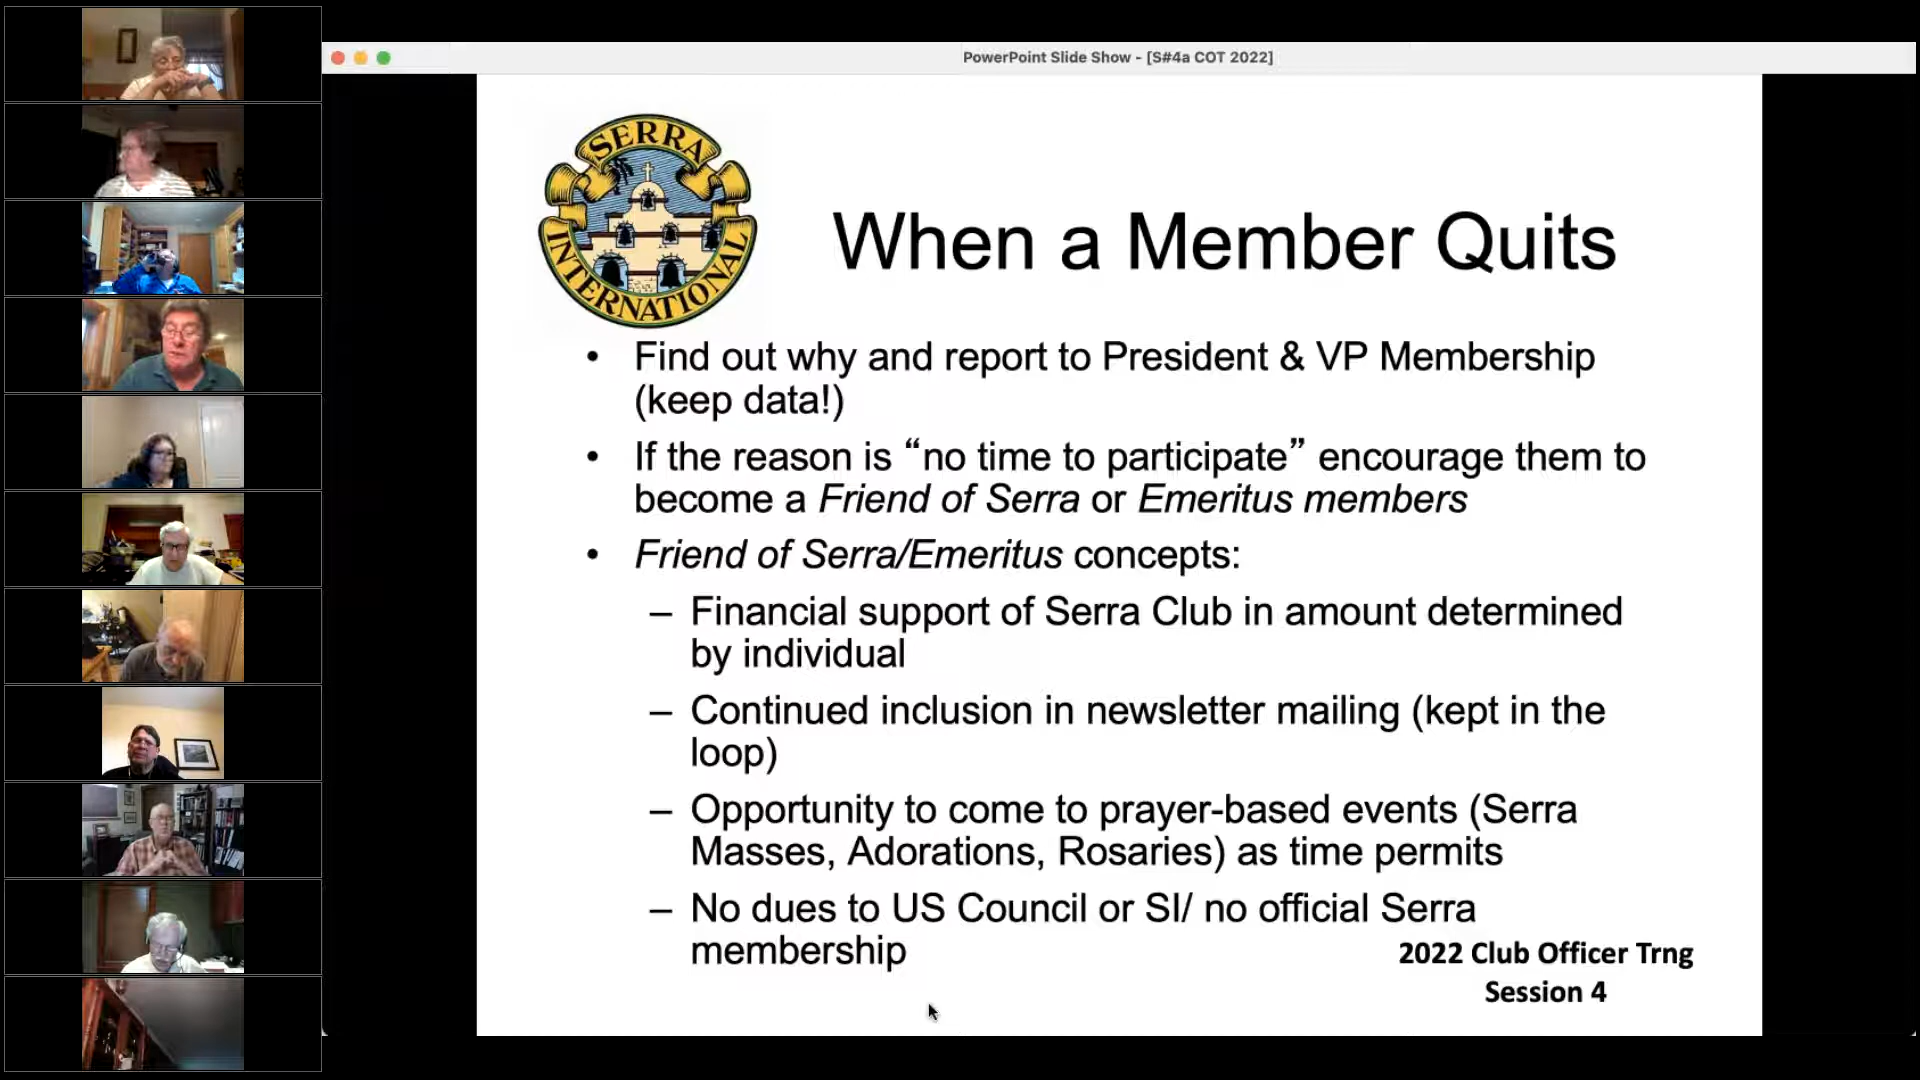 PowerPoint Slide Show - [S#4a COT 2022]
SERRA
INTERNATIONAL
When a Member Quits
• Find out why and report to President & VP Membership
(keep data!)
• If the reason is “no time to participate” encourage them to
become a Friend of Serra or Emeritus members
• Friend of Serra/Emeritus concepts:
– Financial support of Serra Club in amount determined
by individual
– Continued inclusion in newsletter mailing (kept in the
loop)
– Opportunity to come to prayer-based events (Serra
Masses, Adorations, Rosaries) as time permits
– No dues to US Council or SI/ no official Serra
membership
2022 Club Officer Trng
Session 4